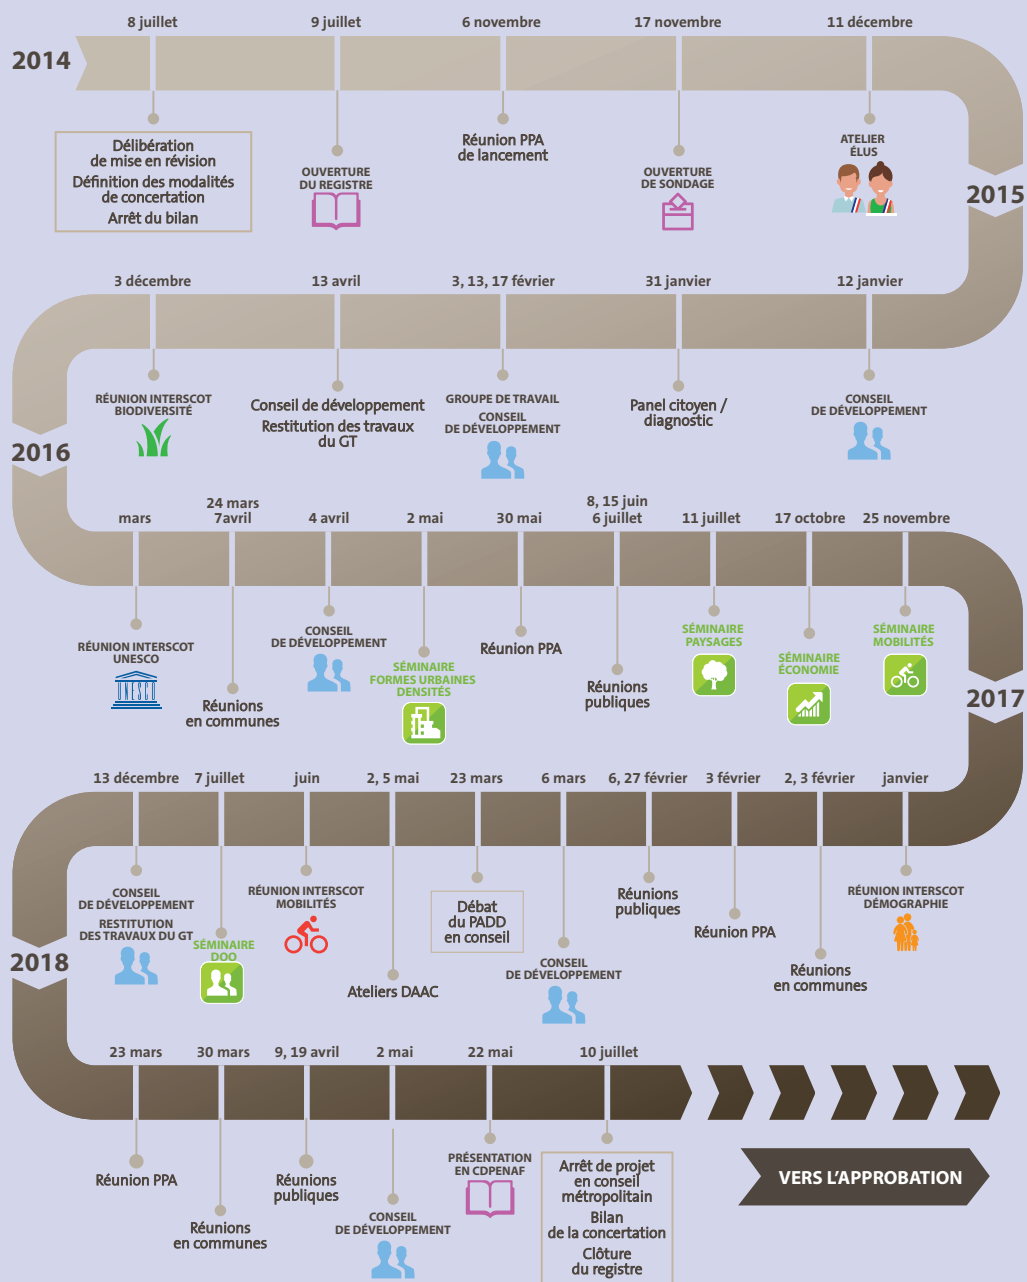 8 juillet
9 juillet
6 novembre
17 novembre
11 décembre
2014
Délibération
de mise en révision
Définition des modalités
de concertation
Arrêt du bilan
OUVERTURE
DU REGISTRE
Réunion PPA
de lancement
OUVERTURE
DE SONDAGE
ATELIER
ÉLUS
2015
3 décembre
13 avril
3, 13, 17 février
31 janvier
12 janvier
RÉUNION INTERSCOT
BIODIVERSITÉ
Conseil de développement
Restitution des travaux
du GT
GROUPE DE TRAVAIL
CONSEIL
DE DÉVELOPPEMENT
Panel citoyen /
diagnostic
CONSEIL
DE DÉVELOPPEMENT
2016
mars
24 mars
7avril
4 avril
2 mai
30 mai
8, 15 juin
6 juillet
11 juillet
17 octobre
25 novembre
RÉUNION INTERSCOT
UNESCO
UNESCO
Réunions
en communes
CONSEIL
DE DÉVELOPPEMENT
SÉMINAIRE
FORMES URBAINES
DENSITÉS
Réunion PPA
Réunions
publiques
SÉMINAIRE
PAYSAGES
SÉMINAIRE
ÉCONOMIE
SÉMINAIRE
MOBILITÉS
2017
13 décembre
7 juillet
juin
2, 5 mai
23 mars
6 mars
6, 27 février
3 février
2, 3 février
janvier
CONSEIL
DE DÉVELOPPEMENT
RESTITUTION
DES TRAVAUX DU GT
SÉMINAIRE
DOO
RÉUNION INTERSCOT
MOBILITÉS
Ateliers DAAC
Débat
du PADD
en conseil
CONSEIL
DE DÉVELOPPEMENT
Réunions
publiques
Réunion PPA
Réunions
en communes
RÉUNION INTERSCOT
DÉMOGRAPHIE
2018
23 mars
30 mars
9, 19 avril
2 mai
22 mai
10 juillet
Réunion PPA
Réunions
en communes
Réunions
publiques
CONSEIL
DE DÉVELOPPEMENT
PRÉSENTATION
EN CDPENAF
Arrêt de projet
en conseil
métropolitain
Bilan
de la concertation
Clôture
du registre
VERS L'APPROBATION